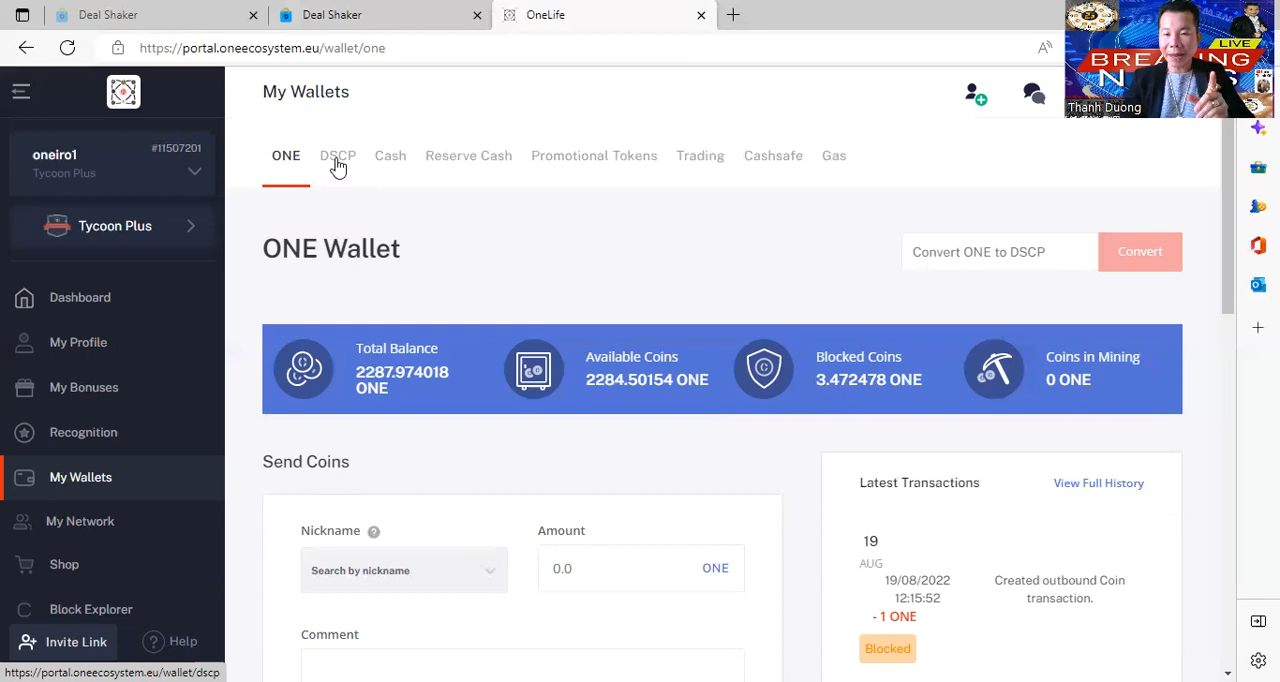 Deal Shaker
Deal Shaker
OneLife
https://portal.oneecosystem.eu/wallet/one
LIVE
BREAKING
Thanh Duong
My Wallets
oneiro1
#11507201
Tycoon Plus
Tycoon Plus
Dashboard
My Profile
My Bonuses
Recognition
My Wallets
My Network
Shop
Block Explorer
Invite Link
Help
https://portal.oneecosystem.eu/wallet/dscp
ONE DSCP Cash Reserve Cash Promotional Tokens Trading Cashsafe Gas
ONE Wallet
Convert ONE to DSCP
Convert
Total Balance
2287.974018
ONE
Available Coins
2284.50154 ONE
Blocked Coins
3.472478 ONE
Coins in Mining
0 ONE
Send Coins
Nickname
Search by nickname
Amount
0.0 ONE
Comment
Latest Transactions
View Full History
19
AUG
19/08/2022
12:15:52
- 1 ONE
Blocked
Created outbound Coin
transaction.